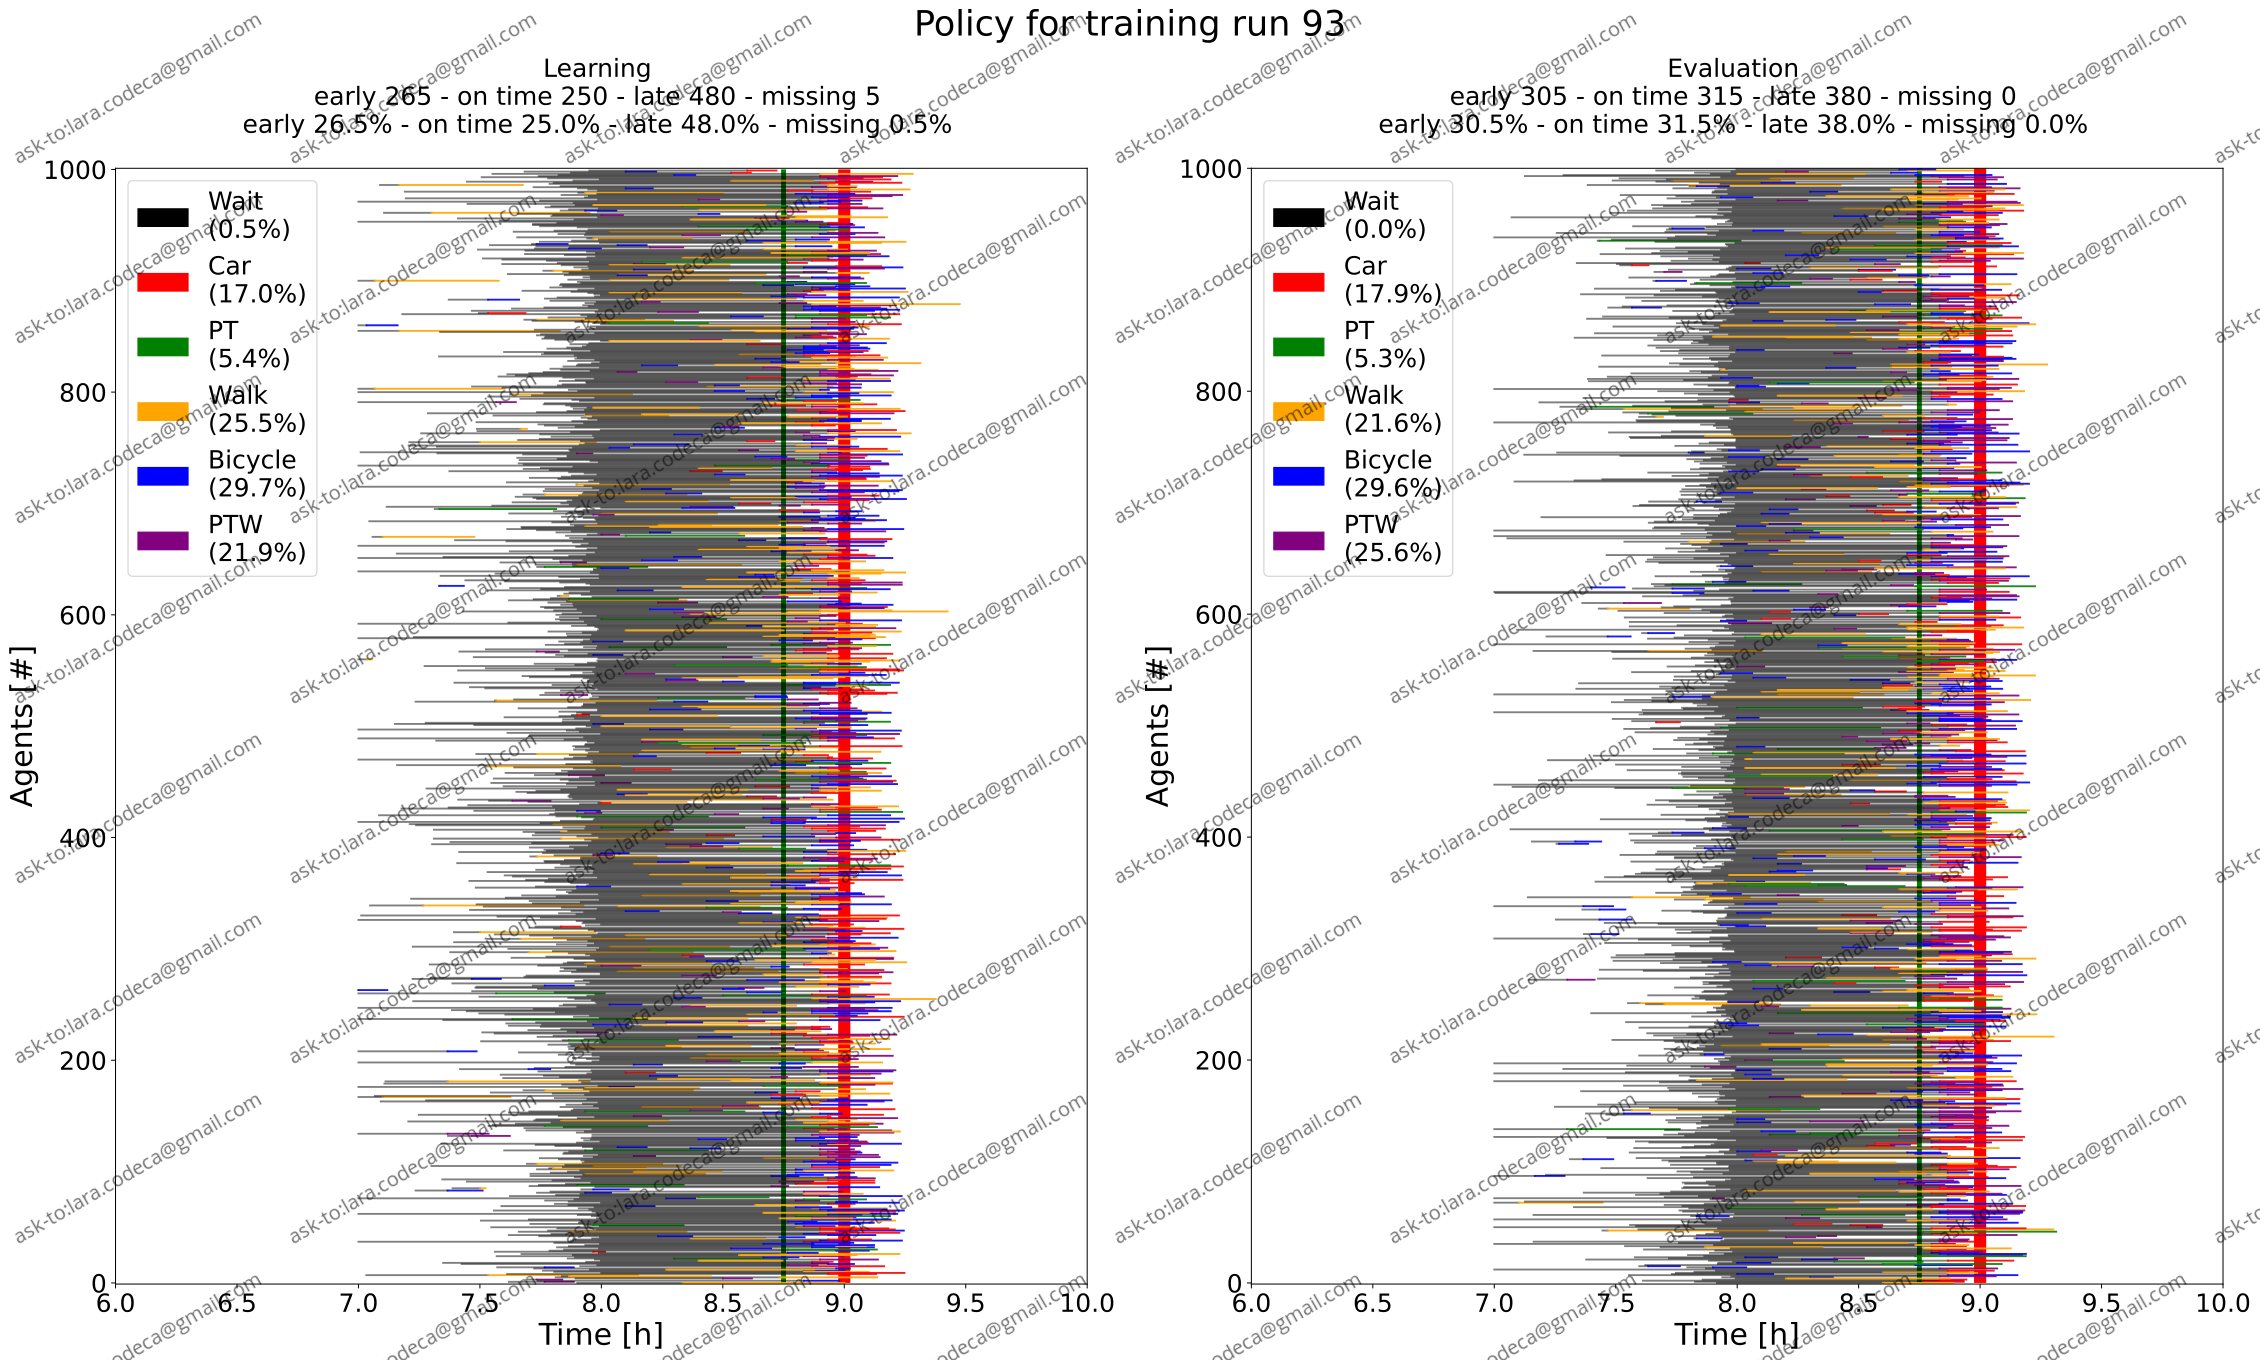 Policy for training run 93
Learning
early 265 - on time 250 - late 480 - missing 5
early 26.5% - on time 25.0% - late 48.0% - missing 0.5%
1000
800
600
400
200
0
Agents [#]
Wait
(0.5%)
Car
(17.0%)
PT
(5.4%)
Walk
(25.5%)
Bicycle
(29.7%)
PTW
(21.9%)
6.0 6.5 7.0 7.5 8.0 8.5 9.0 9.5 10.0
Time [h]
Evaluation
early 305 - on time 315 - late 380 - missing 0
early 30.5% - on time 31.5% - late 38.0% - missing 0.0%
1000
800
600
400
200
0
Agents [#]
Wait
(0.0%)
Car
(17.9%)
PT
(5.3%)
Walk
(21.6%)
Bicycle
(29.6%)
PTW
(25.6%)
6.0 6.5 7.0 7.5 8.0 8.5 9.0 9.5 10.0
Time [h]
ask-to:lara.codeca@gmail.com